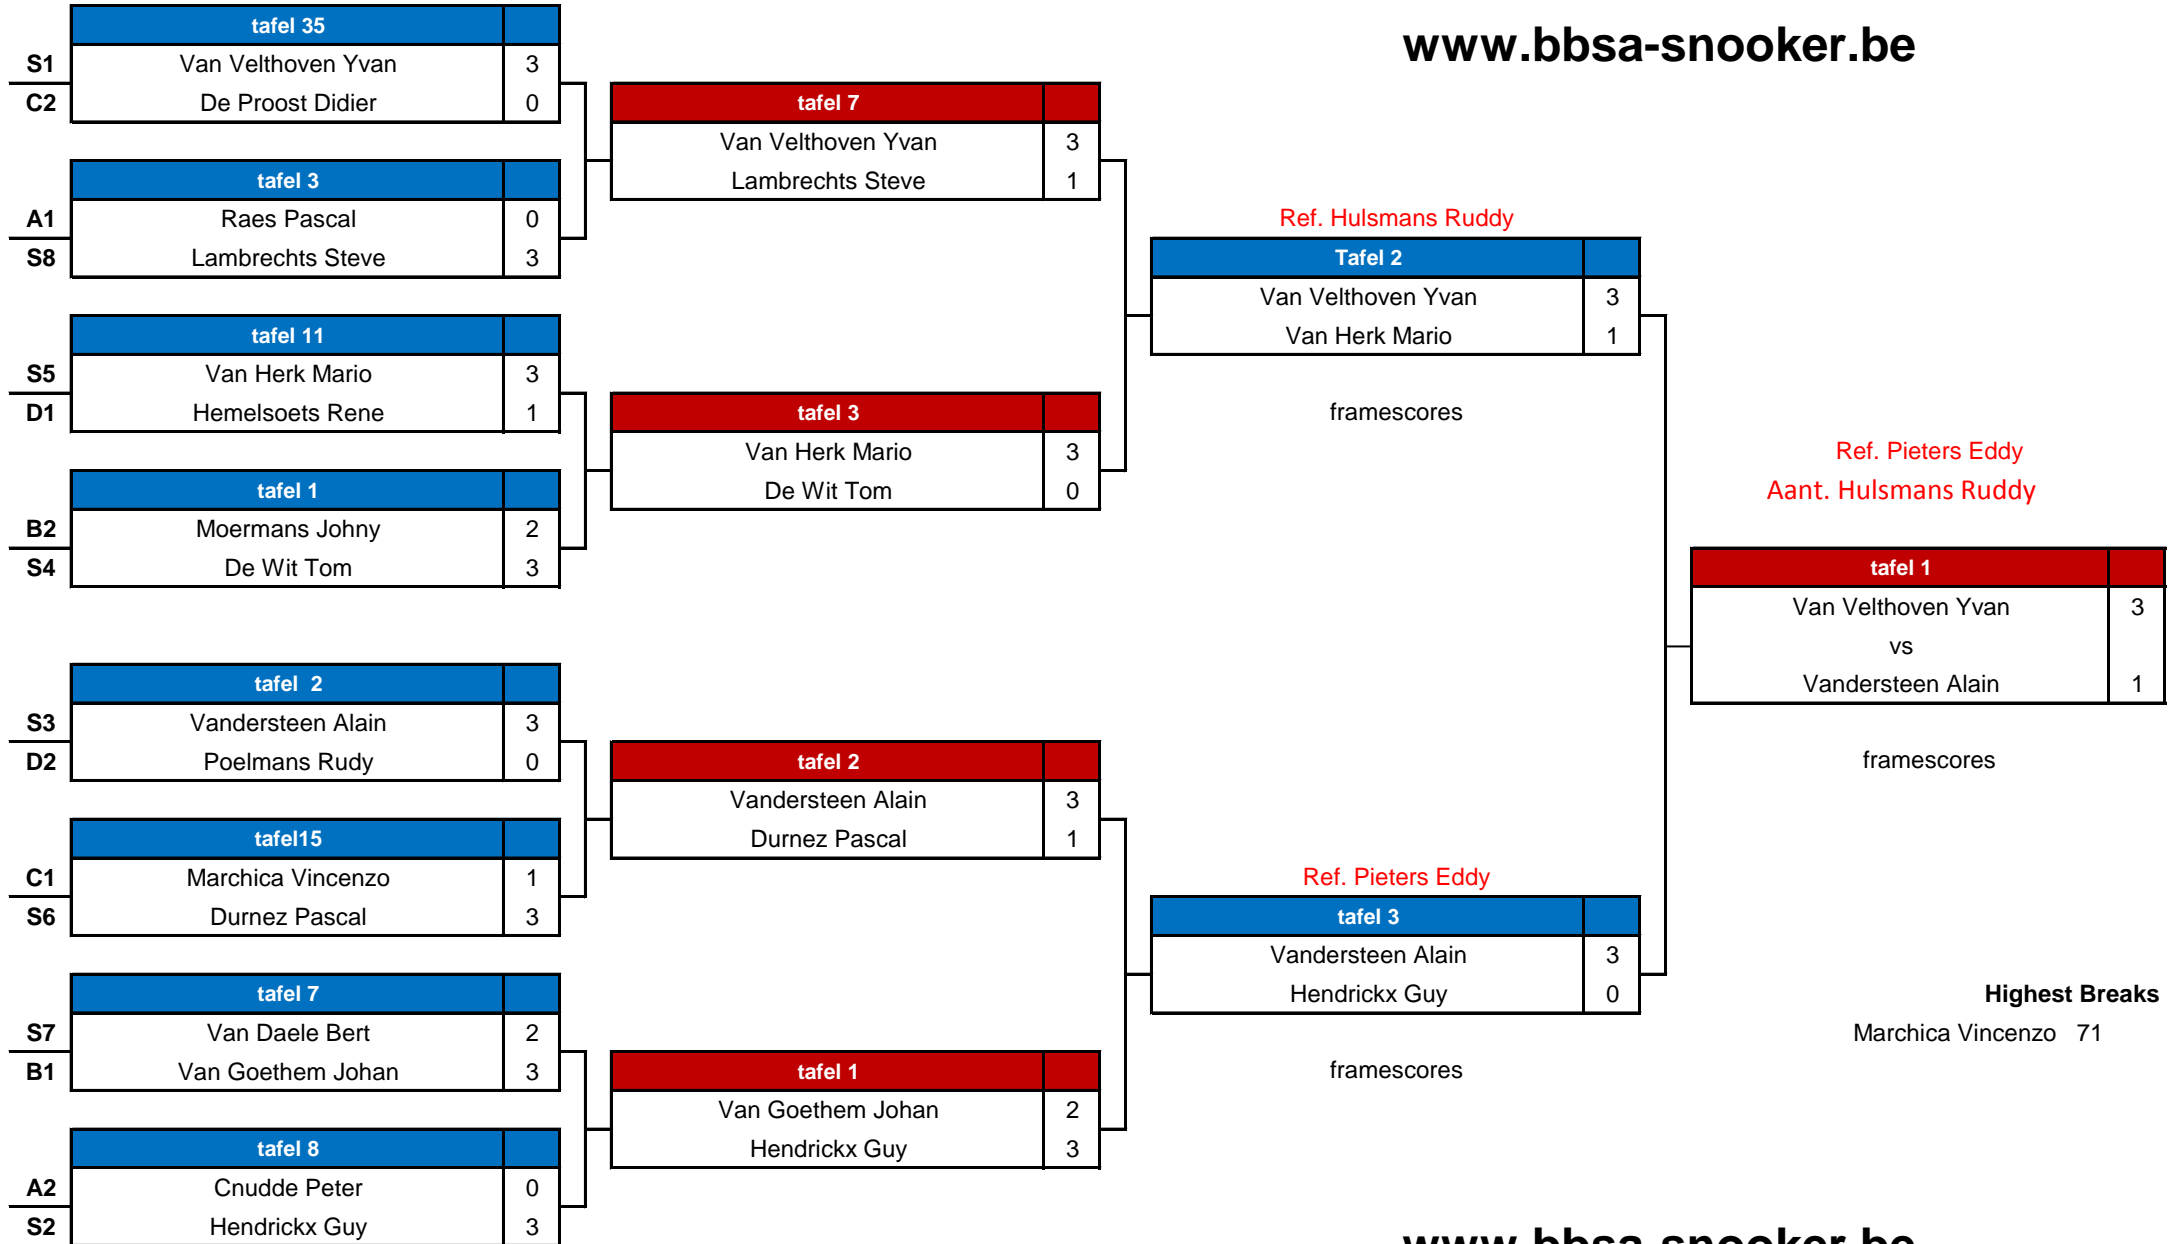 www.bbsa-snooker.be
tafel 35
S1 Van Velthoven Yvan 3
C2 De Proost Didier 0
tafel 3
A1 Raes Pascal 0
S8 Lambrechts Steve 3
tafel 11
S5 Van Herk Mario 3
D1 Hemelsoets Rene 1
tafel 1
B2 Moermans Johny 2
S4 De Wit Tom 3
tafel  2
S3 Vandersteen Alain 3
D2 Poelmans Rudy 0
tafel15
C1 Marchica Vincenzo 1
S6 Durnez Pascal 3
tafel 7
S7 Van Daele Bert 2
B1 Van Goethem Johan 3
tafel 8
A2 Cnudde Peter 0
S2 Hendrickx Guy 3
tafel 7
Van Velthoven Yvan 3
Lambrechts Steve 1
tafel 3
Van Herk Mario 3
De Wit Tom 0
tafel 2
Vandersteen Alain 3
Durnez Pascal 1
tafel 1
Van Goethem Johan 2
Hendrickx Guy 3
Ref. Hulsmans Ruddy
Tafel 2
Van Velthoven Yvan 3
Van Herk Mario 1
framescores
Ref. Pieters Eddy
tafel 3
Vandersteen Alain 3
Hendrickx Guy 0
framescores
Ref. Pieters Eddy
Aant. Hulsmans Ruddy
tafel 1
Van Velthoven Yvan 3
vs
Vandersteen Alain 1
framescores
Highest Breaks
Marchica Vincenzo 71
www.bbsa-snooker.be